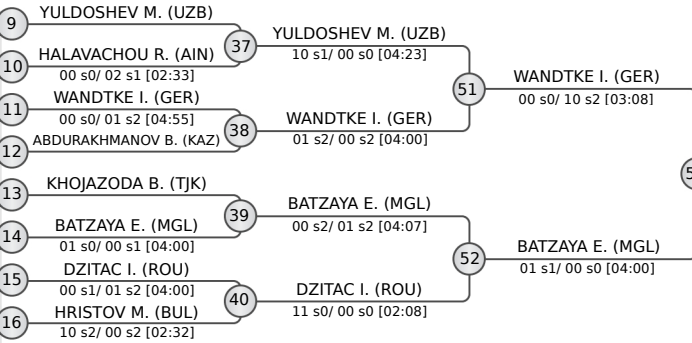 9
YULDOSHEV M. (UZB)
37
YULDOSHEV M. (UZB)
10 s1/ 00 s0 [04:23]
10
HALAVACHOU R. (AIN)
00 s0/ 02 s1 [02:33]
51
WANDTKE I. (GER)
00 s0/ 10 s2 [03:08]
11
WANDTKE I. (GER)
00 s0/ 01 s2 [04:55]
38
WANDTKE I. (GER)
01 s2/ 00 s2 [04:00]
12
ABDURAKHMANOV B. (KAZ)
13
KHOJAZODA B. (TJK)
39
BATZAYA E. (MGL)
00 s2/ 01 s2 [04:07]
14
BATZAYA E. (MGL)
01 s0/ 00 s1 [04:00]
52
BATZAYA E. (MGL)
01 s1/ 00 s0 [04:00]
15
DZITAC I. (ROU)
00 s1/ 01 s2 [04:00]
40
DZITAC I. (ROU)
11 s0/ 00 s0 [02:08]
16
HRISTOV M. (BUL)
10 s2/ 00 s2 [02:32]